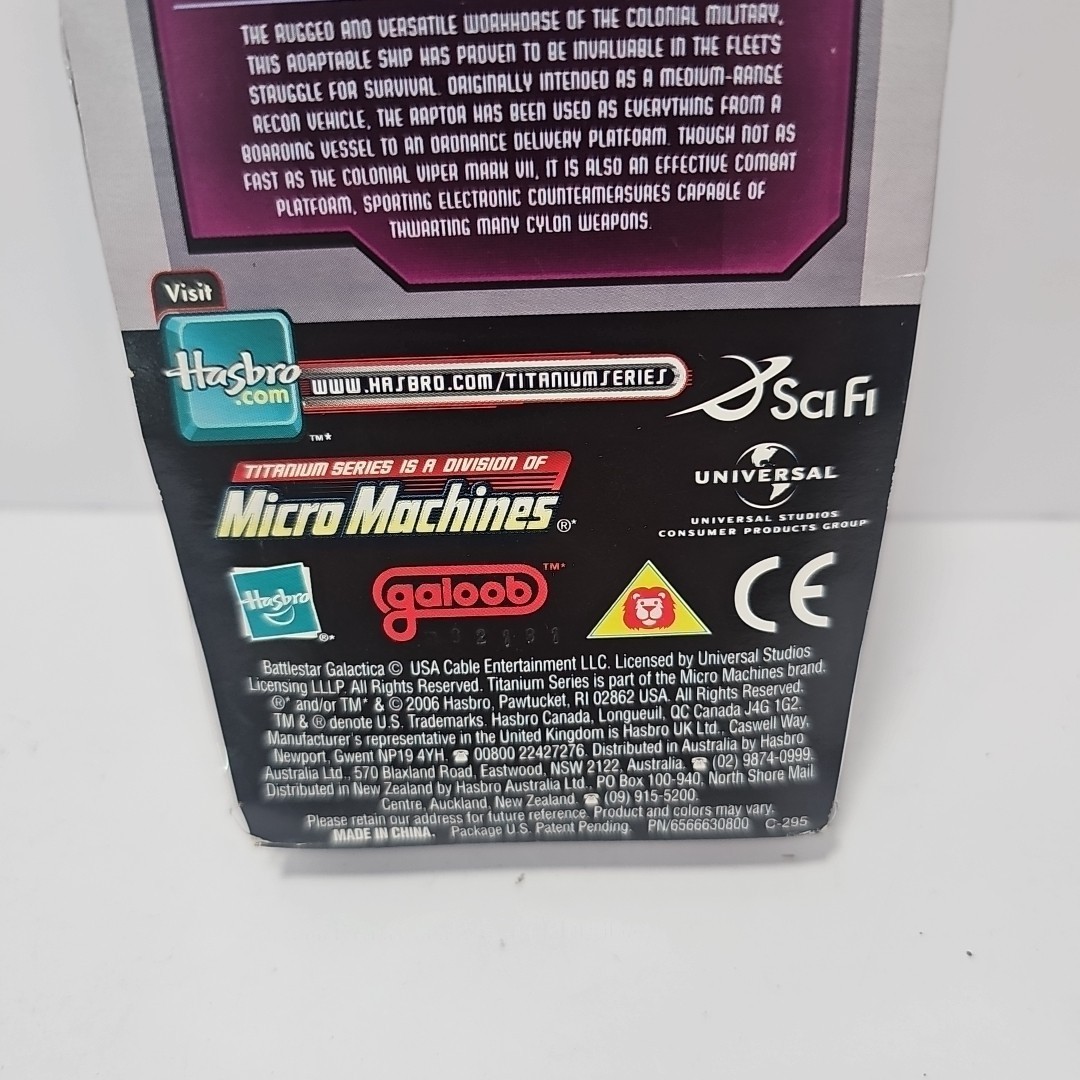 THE RUGGED AND VERSATILE WORKHORSE OF THE COLONIAL MILITARY,
THIS ADAPTABLE SHIP HAS PROVEN TO BE INVALUABLE IN THE FLEET'S
STRUGGLE FOR SURVIVAL. ORIGINALLY INTENDED AS A MEDIUM-RANGE
RECON VEHICLE, THE RAPTOR HAS BEEN USED AS EVERYTHING FROM A
BOARDING VESSEL TO AN ORDNANCE DELIVERY PLATFORM. THOUGH NOT AS
FAST AS THE COLONIAL VIPER MARK VII, IT IS ALSO AN EFFECTIVE COMBAT
PLATFORM, SPORTING ELECTRONIC COUNTERMEASURES CAPABLE OF
THWARTING MANY CYLON WEAPONS.
Visit
Hasbro
.com
TM*
WWW.HASBRO.COM/TITANIUMSERIES
SCI FI
TITANIUM SERIES IS A DIVISION OF
Micro Machines ®*
UNIVERSAL
UNIVERSAL STUDIOS
CONSUMER PRODUCTS GROUP
Hasbro ®*
galoob TM*
CE
Battlestar Galactica © USA Cable Entertainment LLC. Licensed by Universal Studios
Licensing LLLP. All Rights Reserved. Titanium Series is part of the Micro Machines brand.
®* and/or TM* & © 2006 Hasbro, Pawtucket, RI 02862 USA. All Rights Reserved.
TM & ® denote U.S. Trademarks. Hasbro Canada, Longueuil, QC Canada J4G 1G2.
Manufacturer's representative in the United Kingdom is Hasbro UK Ltd., Caswell Way,
Newport, Gwent NP19 4YH. ☎ 00800 22427276. Distributed in Australia by Hasbro
Australia Ltd., 570 Blaxland Road, Eastwood, NSW 2122, Australia. ☎ (02) 9874-0999.
Distributed in New Zealand by Hasbro Australia Ltd., PO Box 100-940, North Shore Mail
Centre, Auckland, New Zealand. ☎ (09) 915-5200.
Please retain our address for future reference. Product and colors may vary.
MADE IN CHINA. Package U.S. Patent Pending. PN/6566630800 C-295